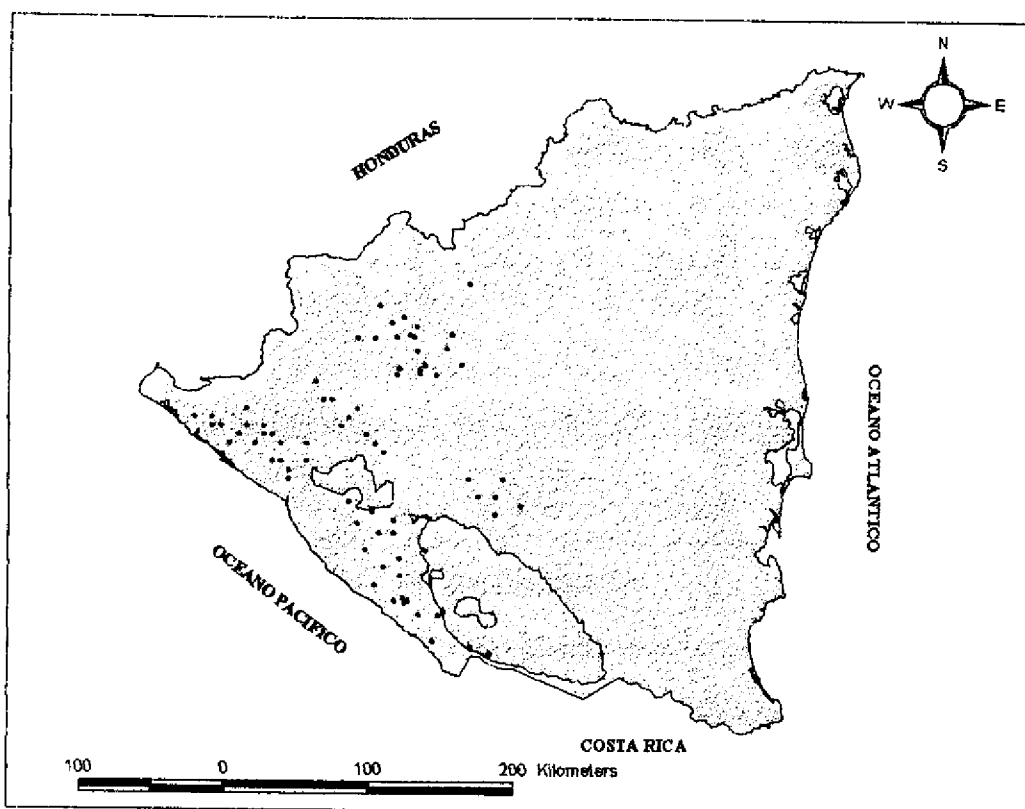 N
W E
S
HONDURAS
OCEANO ATLANTICO
OCEANO PACIFICO
COSTA RICA
100 0 100 200 Kilometers